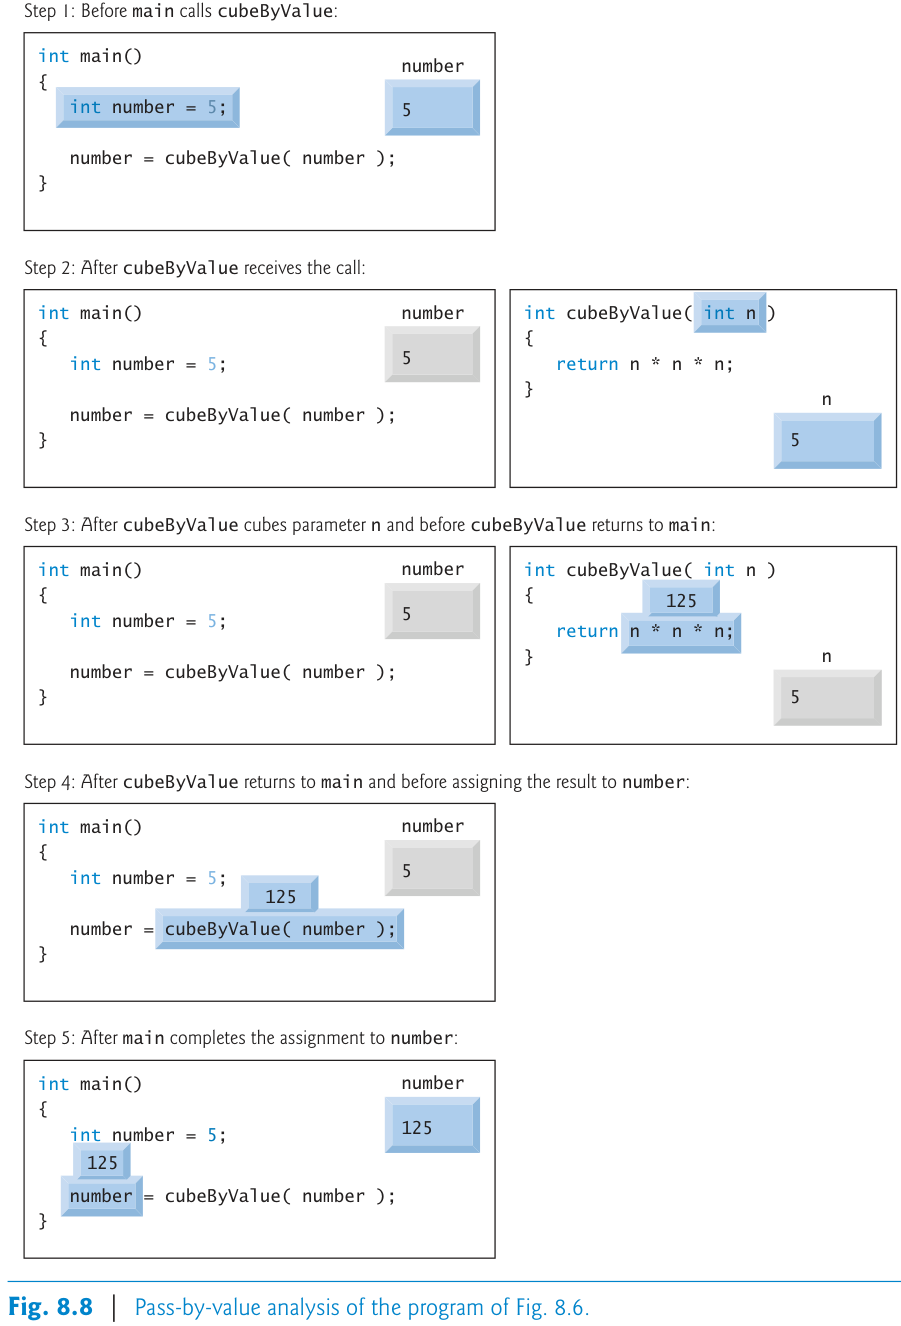 Step 1: Before main calls cubeByValue:
int main()
{
int number = 5;
number = cubeByValue( number );
}
number
5
Step 2: After cubeByValue receives the call:
int main()
{
int number = 5;
number = cubeByValue( number );
}
number
5
int cubeByValue( int n )
{
return n * n * n;
}
n
5
Step 3: After cubeByValue cubes parameter n and before cubeByValue returns to main:
int main()
{
int number = 5;
number = cubeByValue( number );
}
number
5
int cubeByValue( int n )
{
125
return n * n * n;
}
n
5
Step 4: After cubeByValue returns to main and before assigning the result to number:
int main()
{
int number = 5;
125
number = cubeByValue( number );
}
number
5
Step 5: After main completes the assignment to number:
int main()
{
int number = 5;
125
number = cubeByValue( number );
}
number
125
Fig. 8.8 | Pass-by-value analysis of the program of Fig. 8.6.